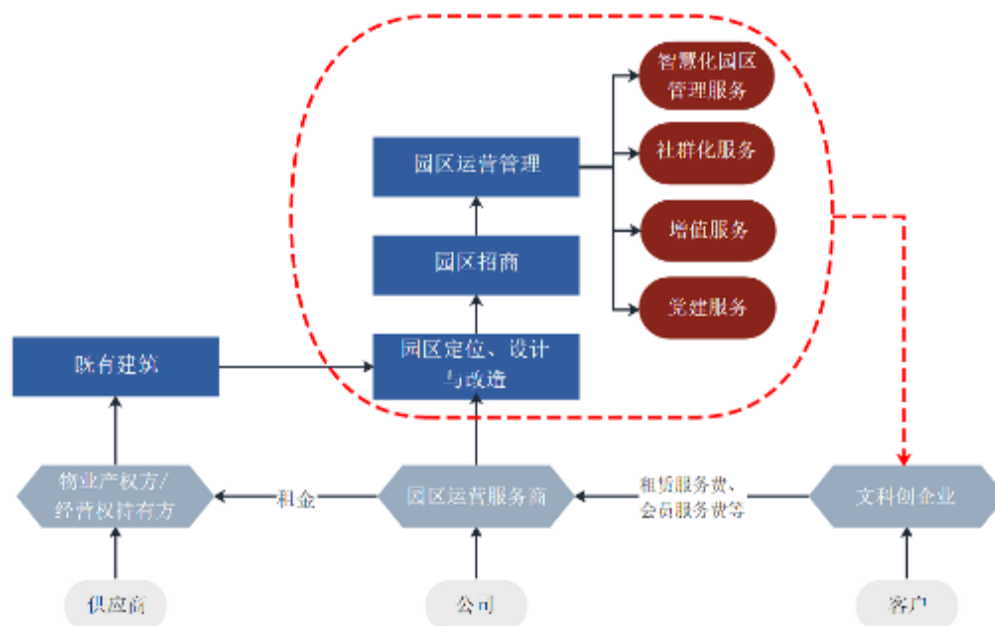 智慧化园区
管理服务
社群化服务
园区运营管理
增值服务
园区招商
党建服务
既有建筑
园区定位、设计
与改造
物业产权方/
经营权持有方
租金
园区运营服务商
租赁服务费、
会员服务费等
文科创企业
供应商
公司
客户